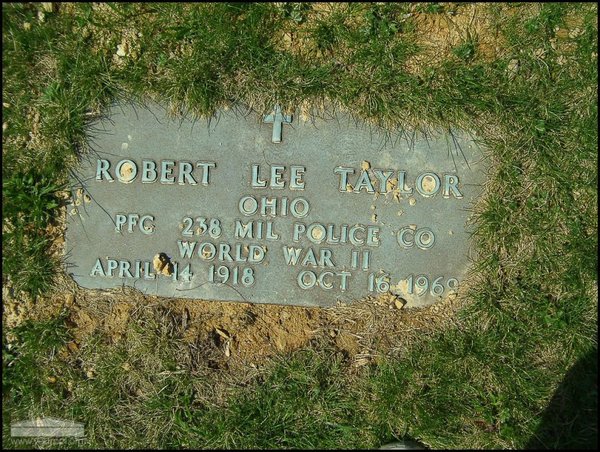 ROBERT LEE TAYLOR
OHIO
PFC 238 MIL POLICE CO
WORLD WAR II
APRIL 14 1918 OCT 16 1969